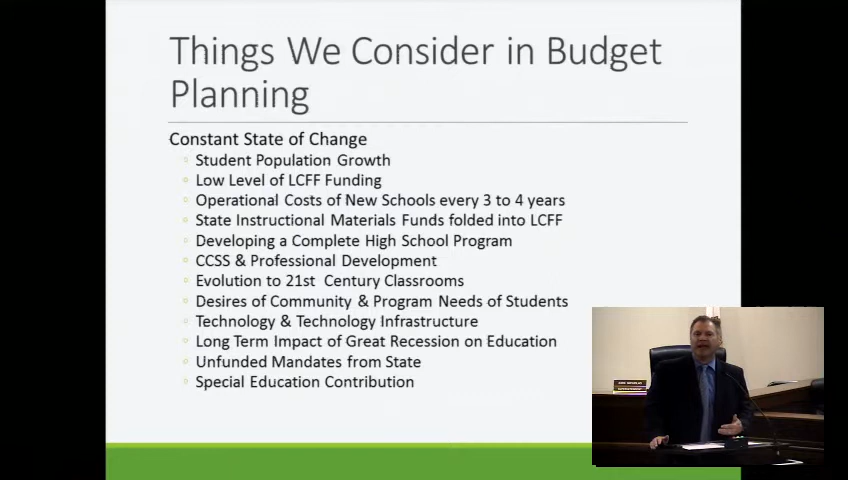 Things We Consider in Budget
Planning
Constant State of Change
Student Population Growth
Low Level of LCFF Funding
Operational Costs of New Schools every 3 to 4 years
State Instructional Materials Funds folded into LCFF
Developing a Complete High School Program
CCSS & Professional Development
Evolution to 21st Century Classrooms
Desires of Community & Program Needs of Students
Technology & Technology Infrastructure
Long Term Impact of Great Recession on Education
Unfunded Mandates from State
Special Education Contribution